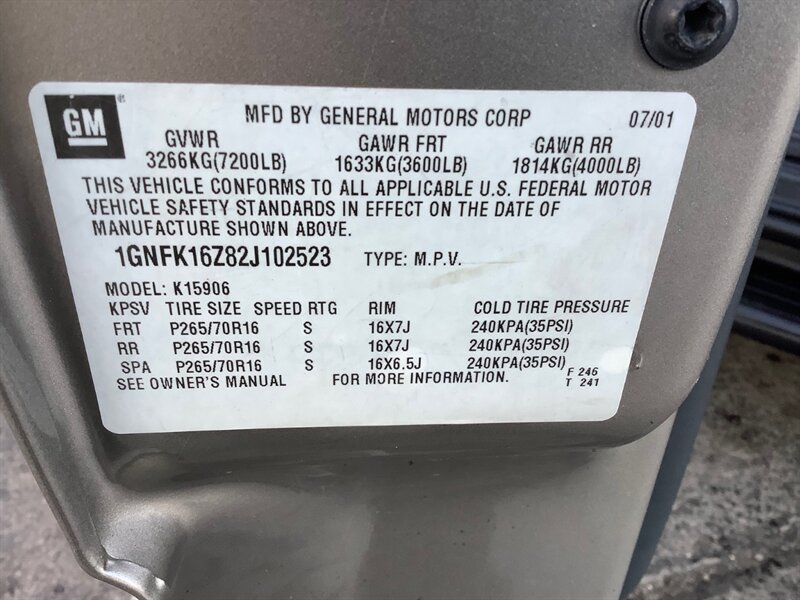 GM
MFD BY GENERAL MOTORS CORP 07/01
GVWR GAWR FRT GAWR RR
3266KG(7200LB) 1633KG(3600LB) 1814KG(4000LB)
THIS VEHICLE CONFORMS TO ALL APPLICABLE U.S. FEDERAL MOTOR
VEHICLE SAFETY STANDARDS IN EFFECT ON THE DATE OF
MANUFACTURE SHOWN ABOVE.
1GNFK16Z82J102523 TYPE: M.P.V.
MODEL: K15906
KPSV TIRE SIZE SPEED RTG RIM COLD TIRE PRESSURE
FRT P265/70R16 S 16X7J 240KPA(35PSI)
RR P265/70R16 S 16X7J 240KPA(35PSI)
SPA P265/70R16 S 16X6.5J 240KPA(35PSI)
SEE OWNER'S MANUAL FOR MORE INFORMATION. F 246
T 241